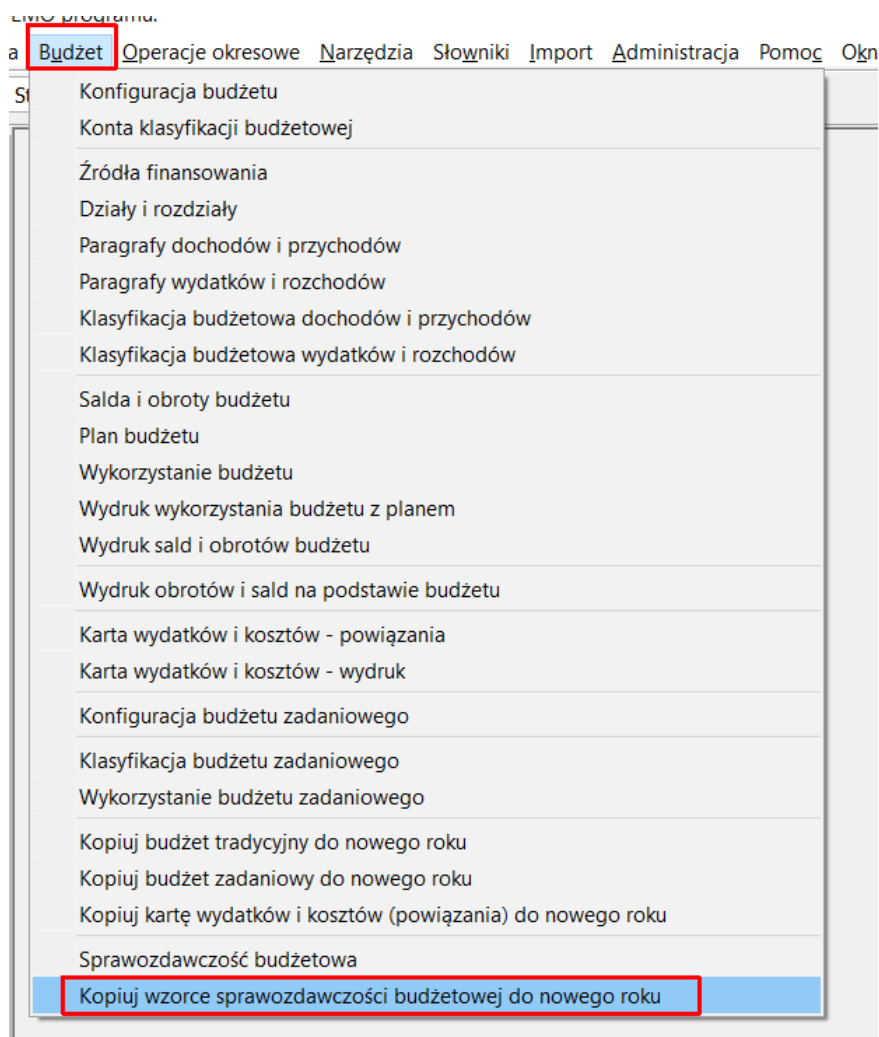 EMO programu.
a Budżet Operacje okresowe Narzędzia Słowniki Import Administracja Pomoc Okn
St
Konfiguracja budżetu
Konta klasyfikacji budżetowej
Źródła finansowania
Działy i rozdziały
Paragrafy dochodów i przychodów
Paragrafy wydatków i rozchodów
Klasyfikacja budżetowa dochodów i przychodów
Klasyfikacja budżetowa wydatków i rozchodów
Salda i obroty budżetu
Plan budżetu
Wykorzystanie budżetu
Wydruk wykorzystania budżetu z planem
Wydruk sald i obrotów budżetu
Wydruk obrotów i sald na podstawie budżetu
Karta wydatków i kosztów - powiązania
Karta wydatków i kosztów - wydruk
Konfiguracja budżetu zadaniowego
Klasyfikacja budżetu zadaniowego
Wykorzystanie budżetu zadaniowego
Kopiuj budżet tradycyjny do nowego roku
Kopiuj budżet zadaniowy do nowego roku
Kopiuj kartę wydatków i kosztów (powiązania) do nowego roku
Sprawozdawczość budżetowa
Kopiuj wzorce sprawozdawczości budżetowej do nowego roku